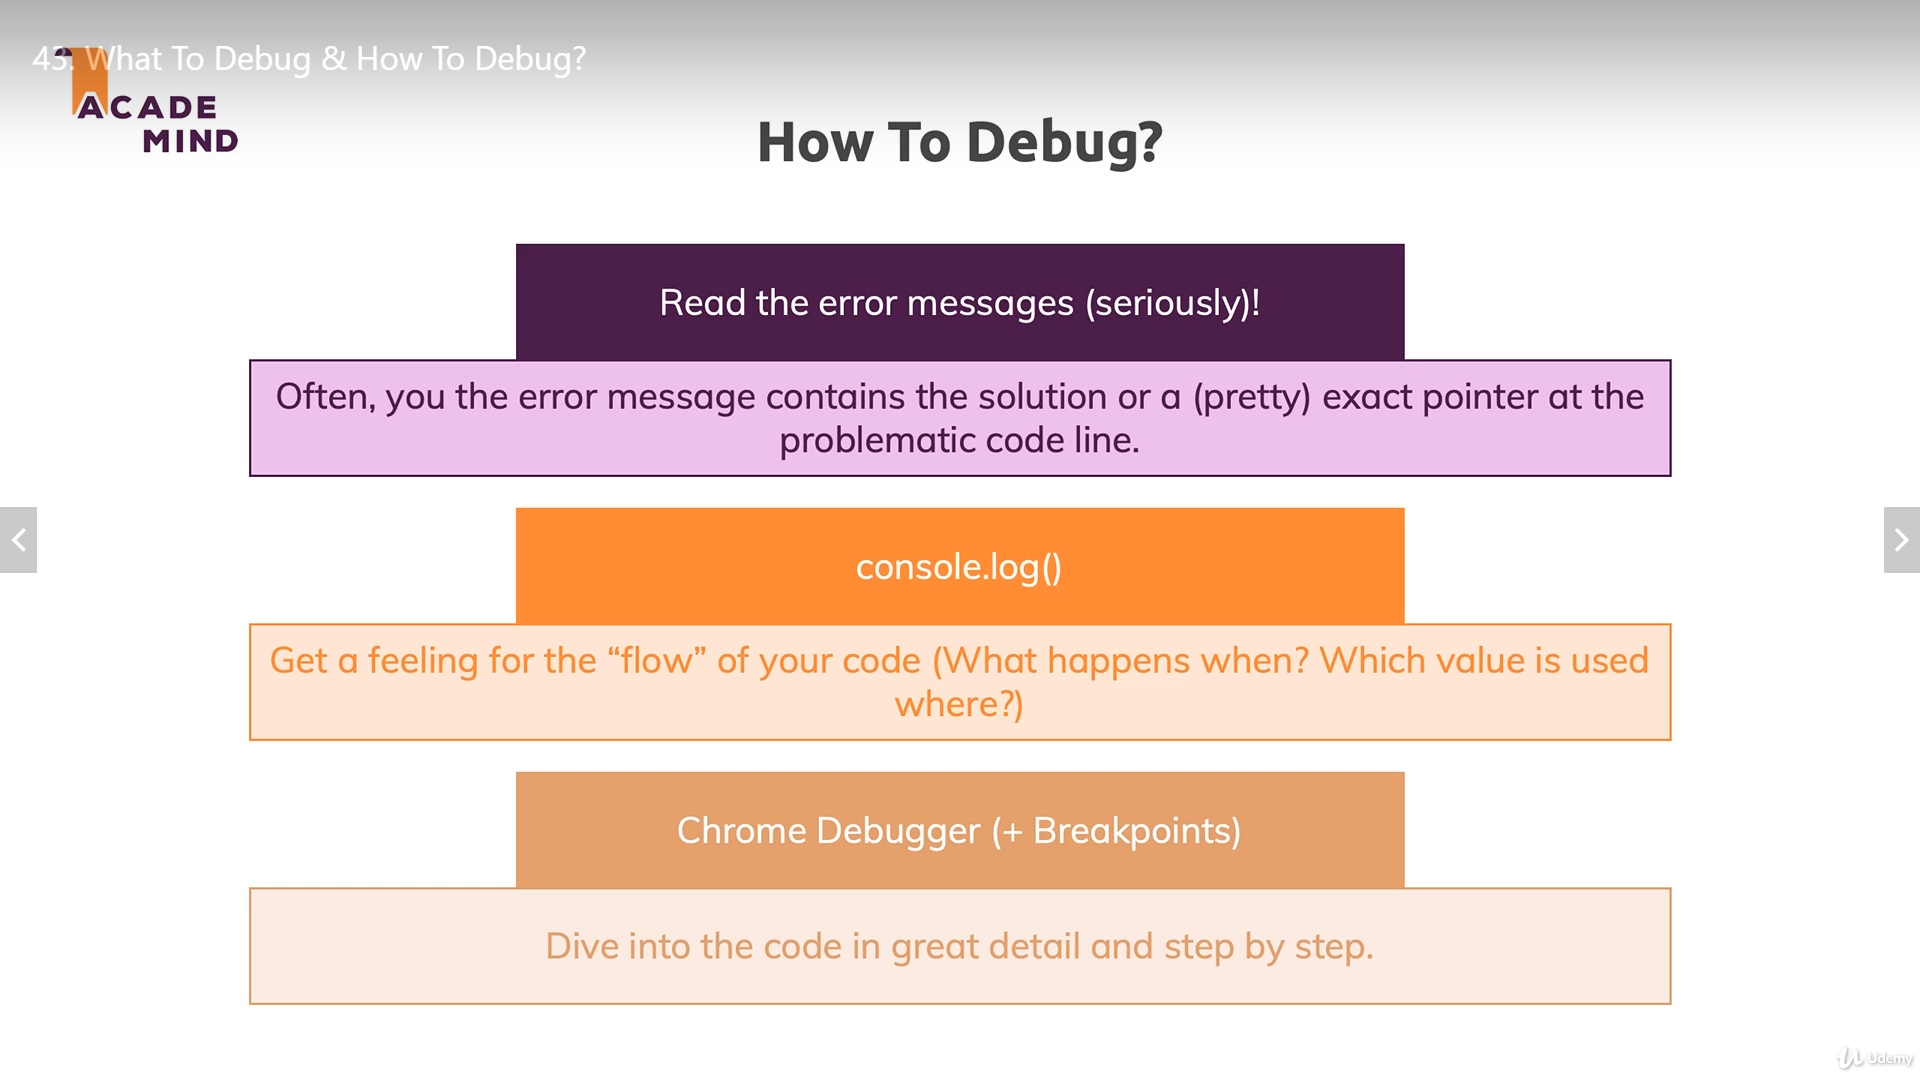 43. What To Debug & How To Debug?
ACADE
MIND
How To Debug?
Read the error messages (seriously)!
Often, you the error message contains the solution or a (pretty) exact pointer at the
problematic code line.
console.log()
Get a feeling for the “flow” of your code (What happens when? Which value is used
where?)
Chrome Debugger (+ Breakpoints)
Dive into the code in great detail and step by step.
Udemy